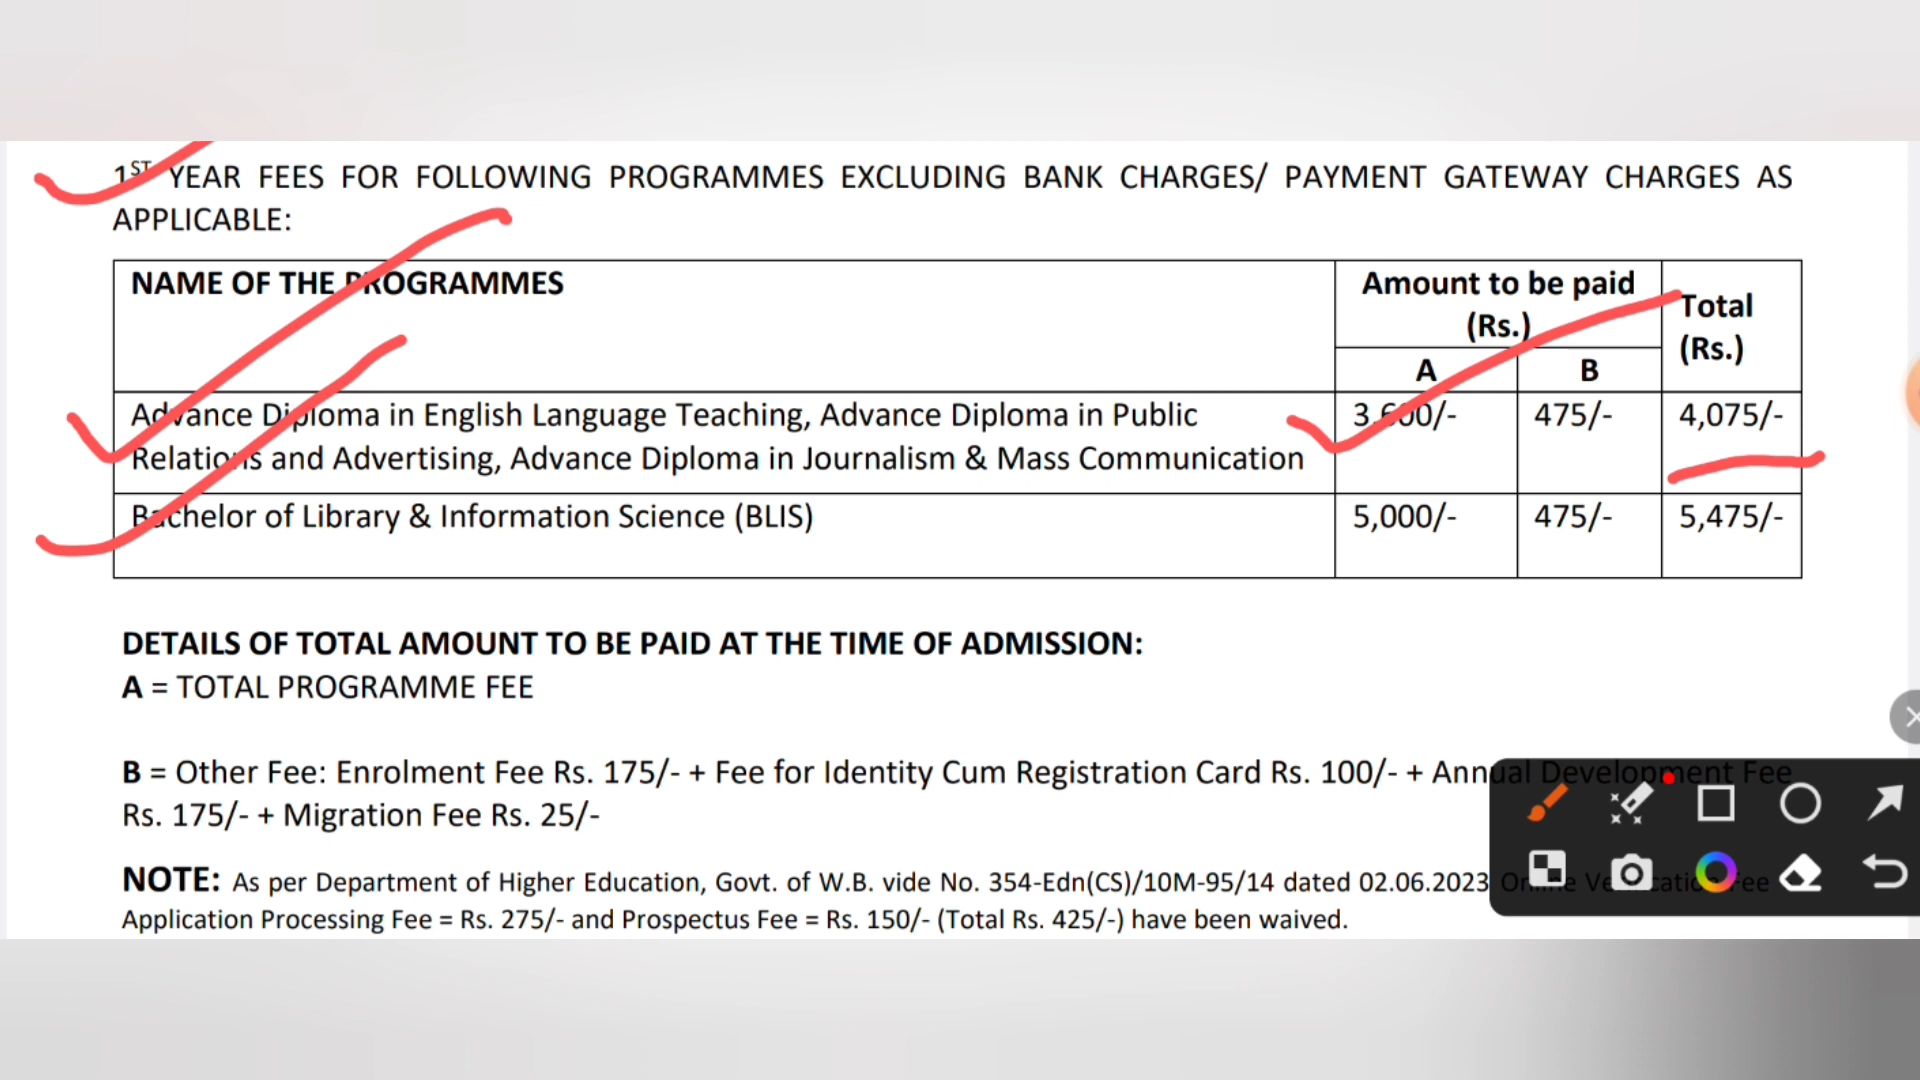 1ST YEAR FEES FOR FOLLOWING PROGRAMMES EXCLUDING BANK CHARGES/ PAYMENT GATEWAY CHARGES AS
APPLICABLE:
NAME OF THE PROGRAMMES
Amount to be paid
(Rs.)
Total
(Rs.)
A
B
Advance Diploma in English Language Teaching, Advance Diploma in Public
Relations and Advertising, Advance Diploma in Journalism & Mass Communication
3,600/-
475/-
4,075/-
Bachelor of Library & Information Science (BLIS)
5,000/-
475/-
5,475/-
DETAILS OF TOTAL AMOUNT TO BE PAID AT THE TIME OF ADMISSION:
A = TOTAL PROGRAMME FEE
B = Other Fee: Enrolment Fee Rs. 175/- + Fee for Identity Cum Registration Card Rs. 100/- + Annual Development Fee
Rs. 175/- + Migration Fee Rs. 25/-
NOTE: As per Department of Higher Education, Govt. of W.B. vide No. 354-Edn(CS)/10M-95/14 dated 02.06.2023 Online Verification Fee
Application Processing Fee = Rs. 275/- and Prospectus Fee = Rs. 150/- (Total Rs. 425/-) have been waived.